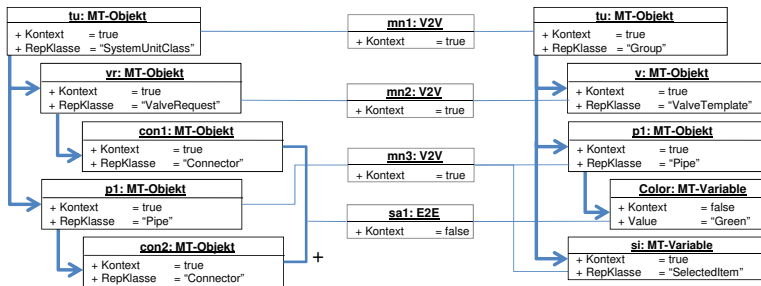 tu: MT-Objekt
+ Kontext = true
+ RepKlasse = “SystemUnitClass”
vr: MT-Objekt
+ Kontext = true
+ RepKlasse = “ValveRequest”
con1: MT-Objekt
+ Kontext = true
+ RepKlasse = “Connector”
p1: MT-Objekt
+ Kontext = true
+ RepKlasse = “Pipe”
con2: MT-Objekt
+ Kontext = true
+ RepKlasse = “Connector”
+
mn1: V2V
+ Kontext = true
mn2: V2V
+ Kontext = true
mn3: V2V
+ Kontext = true
sa1: E2E
+ Kontext = false
tu: MT-Objekt
+ Kontext = true
+ RepKlasse = “Group”
v: MT-Objekt
+ Kontext = true
+ RepKlasse = “ValveTemplate”
p1: MT-Objekt
+ Kontext = true
+ RepKlasse = “Pipe”
Color: MT-Variable
+ Kontext = false
+ Value = “Green”
si: MT-Variable
+ Kontext = true
+ RepKlasse = “SelectedItem”